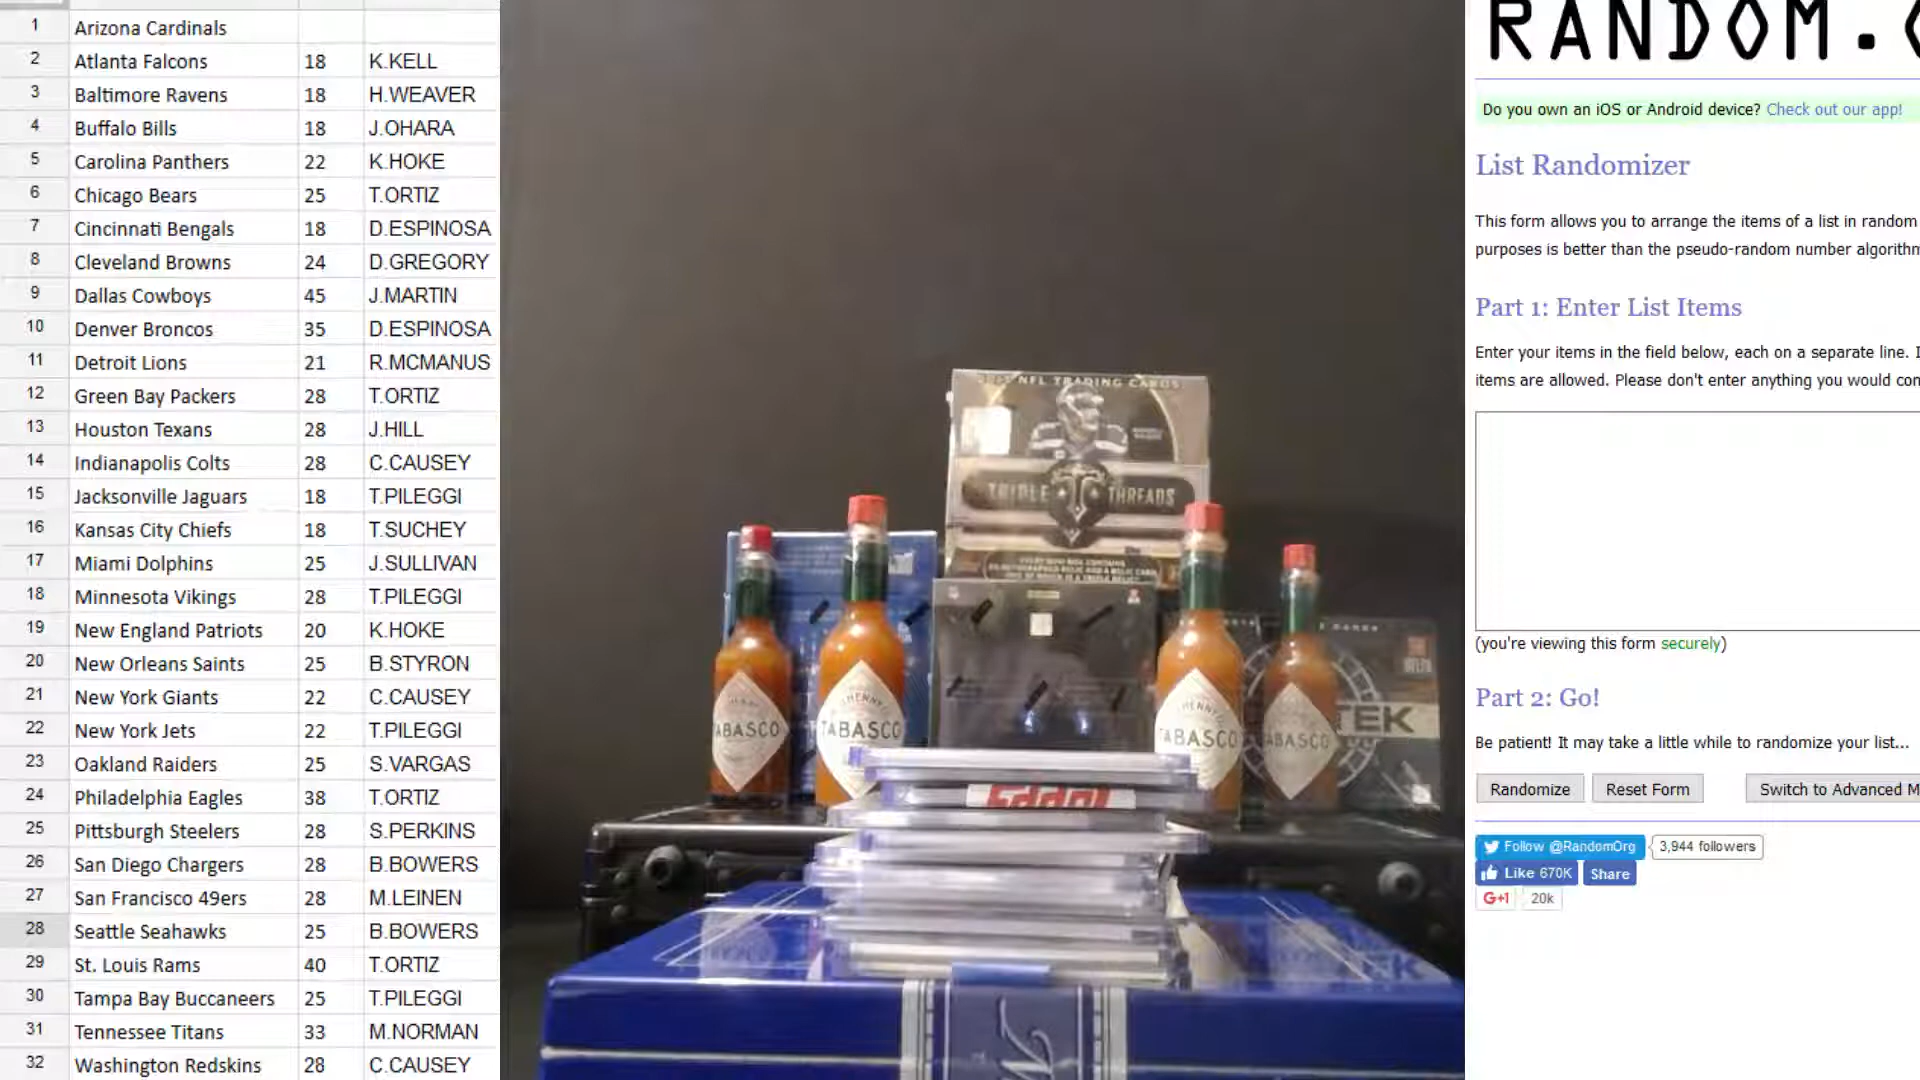 1 Arizona Cardinals
2 Atlanta Falcons 18 K.KELL
3 Baltimore Ravens 18 H.WEAVER
4 Buffalo Bills 18 J.OHARA
5 Carolina Panthers 22 K.HOKE
6 Chicago Bears 25 T.ORTIZ
7 Cincinnati Bengals 18 D.ESPINOSA
8 Cleveland Browns 24 D.GREGORY
9 Dallas Cowboys 45 J.MARTIN
10 Denver Broncos 35 D.ESPINOSA
11 Detroit Lions 21 R.MCMANUS
12 Green Bay Packers 28 T.ORTIZ
13 Houston Texans 28 J.HILL
14 Indianapolis Colts 28 C.CAUSEY
15 Jacksonville Jaguars 18 T.PILEGGI
16 Kansas City Chiefs 18 T.SUCHEY
17 Miami Dolphins 25 J.SULLIVAN
18 Minnesota Vikings 28 T.PILEGGI
19 New England Patriots 20 K.HOKE
20 New Orleans Saints 25 B.STYRON
21 New York Giants 22 C.CAUSEY
22 New York Jets 22 T.PILEGGI
23 Oakland Raiders 25 S.VARGAS
24 Philadelphia Eagles 38 T.ORTIZ
25 Pittsburgh Steelers 28 S.PERKINS
26 San Diego Chargers 28 B.BOWERS
27 San Francisco 49ers 28 M.LEINEN
28 Seattle Seahawks 25 B.BOWERS
29 St. Louis Rams 40 T.ORTIZ
30 Tampa Bay Buccaneers 25 T.PILEGGI
31 Tennessee Titans 33 M.NORMAN
32 Washington Redskins 28 C.CAUSEY
NFL TRADING CARDS
TRIPLE THREADS
TABASCO
TABASCO
TABASCO
TABASCO
TEK
RANDOM.
Do you own an iOS or Android device? Check out our app!
List Randomizer
This form allows you to arrange the items of a list in random
purposes is better than the pseudo-random number algorithm
Part 1: Enter List Items
Enter your items in the field below, each on a separate line.
items are allowed. Please don't enter anything you would
(you're viewing this form securely)
Part 2: Go!
Be patient! It may take a little while to randomize your list...
Randomize Reset Form Switch to Advanced M
Follow @RandomOrg 3,944 followers
Like 670K Share
G+1 20k